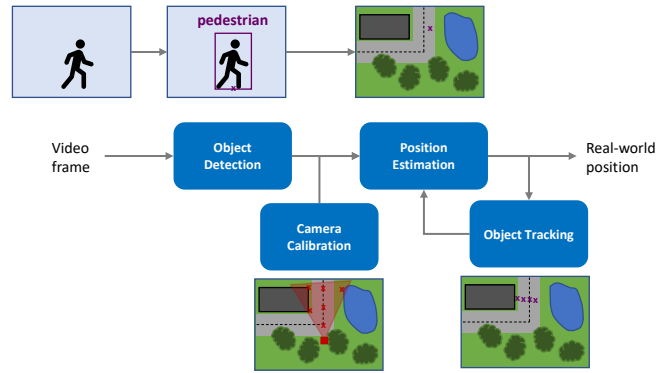 pedestrian
Video
frame
Object
Detection
Position
Estimation
Real-world
position
Camera
Calibration
Object Tracking